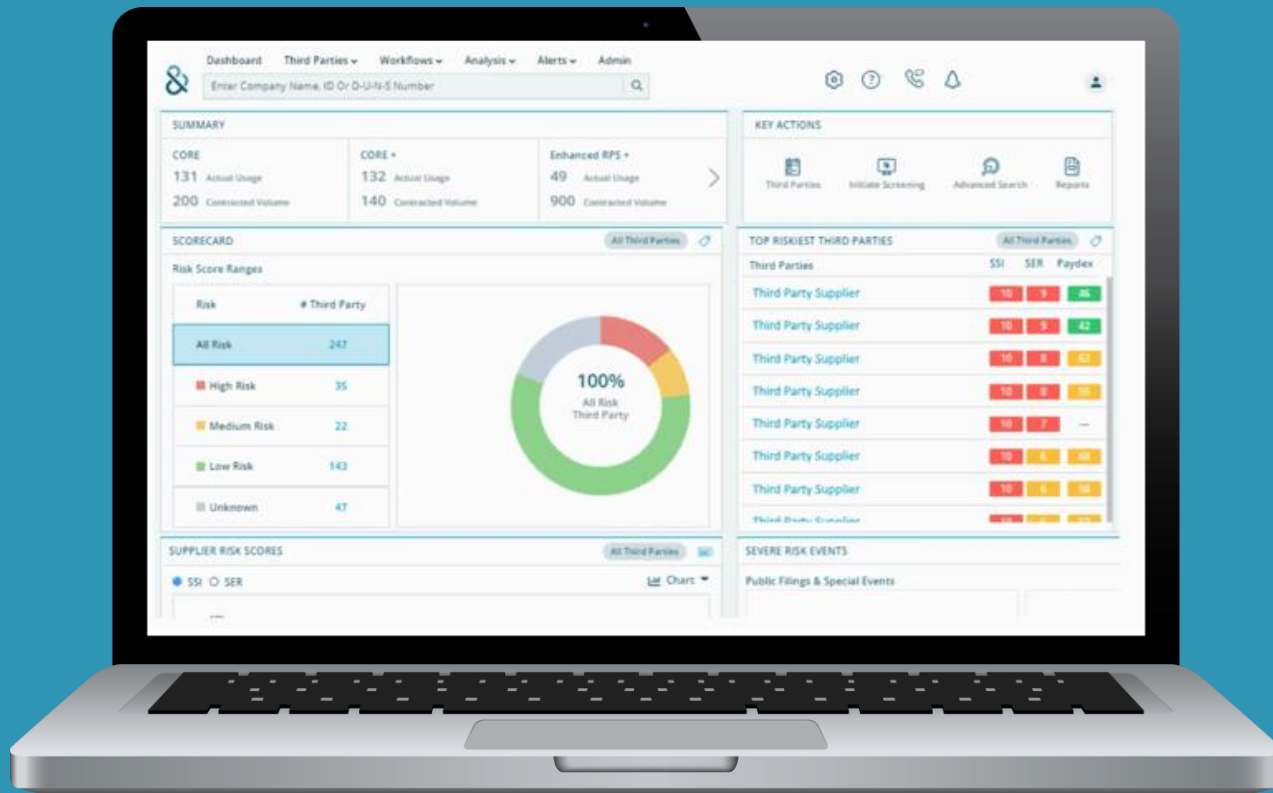 Dashboard Third Parties Workflows Analysis Alerts Admin
&
Enter Company Name, ID Or D-U-N-S Number
SUMMARY
CORE
131 Actual Usage
200 Contracted Volume
CORE +
132 Actual Usage
140 Contracted Volume
Enhanced RPS +
49 Actual Usage
900 Contracted Volume
KEY ACTIONS
Third Parties
Initiate Screening
Advanced Search
Reports
SCORECARD
All Third Parties
Risk Score Ranges
Risk # Third Party
All Risk 247
High Risk 35
Medium Risk 22
Low Risk 143
Unknown 47
100%
All Risk
Third Party
TOP RISKIEST THIRD PARTIES
All Third Parties
Third Parties SSI SER Paydex
Third Party Supplier 10 9 46
Third Party Supplier 10 9 42
Third Party Supplier 10 8 62
Third Party Supplier 10 8 55
Third Party Supplier 10 7 —
Third Party Supplier 10 6 68
Third Party Supplier 10 6 58
Third Party Supplier
SUPPLIER RISK SCORES
All Third Parties
SSI SER
Chart
SEVERE RISK EVENTS
Public Filings & Special Events